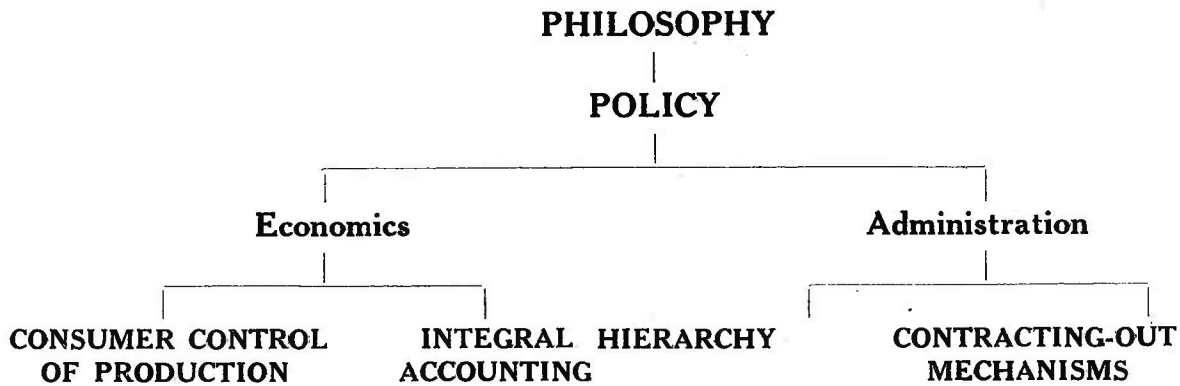 PHILOSOPHY
POLICY
Economics
Administration
CONSUMER CONTROL
OF PRODUCTION
INTEGRAL
ACCOUNTING
HIERARCHY
CONTRACTING-OUT
MECHANISMS